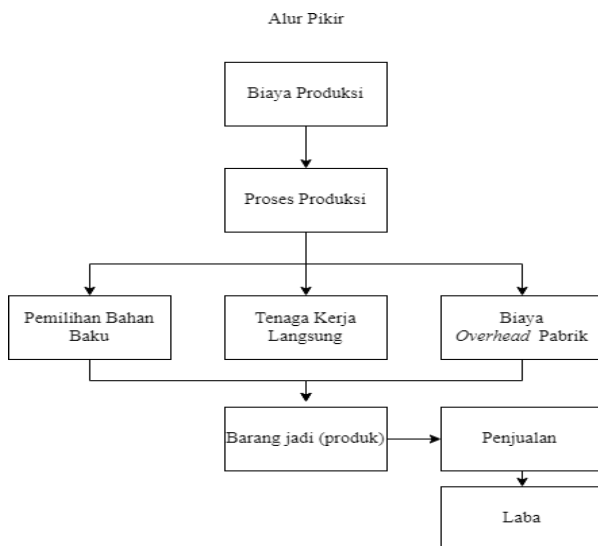 Alur Pikir
Biaya Produksi
Proses Produksi
Pemilihan Bahan
Baku
Tenaga Kerja
Langsung
Biaya
Overhead Pabrik
Barang jadi (produk)
Penjualan
Laba